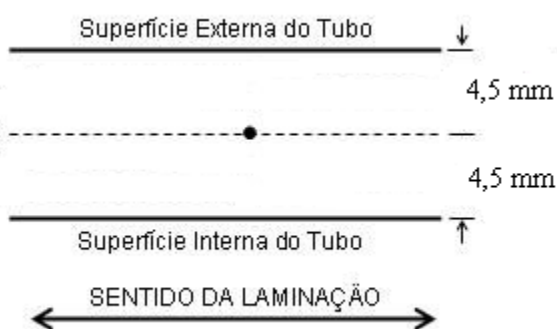 Superfície Externa do Tubo
4,5 mm
4,5 mm
Superfície Interna do Tubo
SENTIDO DA LAMINAÇÃO